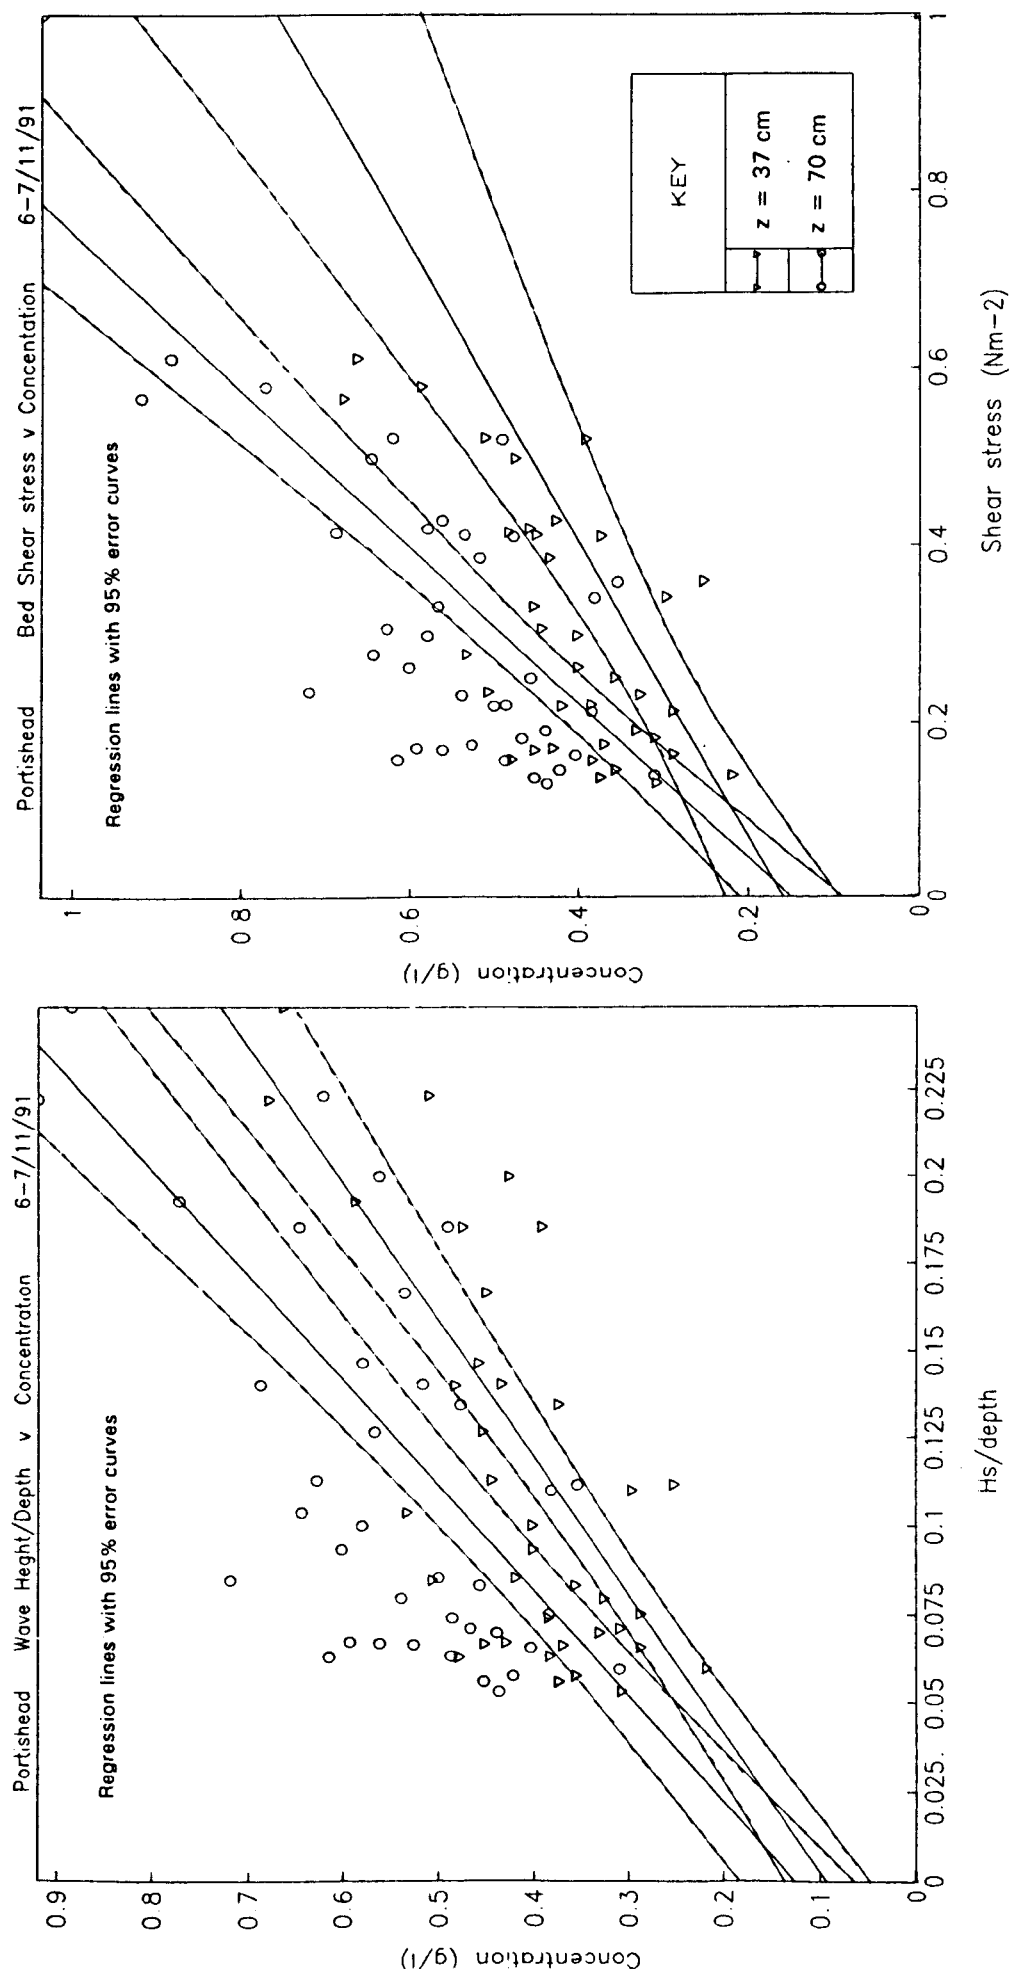 Portishead Wave Heght/Depth v Concentration 6-7/11/91
Regression lines with 95% error curves
Concentration (g/l)
0.9
0.8
0.7
0.6
0.5
0.4
0.3
0.2
0.1
0
0 0.025. 0.05 0.075 0.1 0.125 0.15 0.175 0.2 0.225
Hs/depth
Portishead Bed Shear stress v Concentation 6-7/11/91
Regression lines with 95% error curves
Concentration (g/l)
1
0.8
0.6
0.4
0.2
0
0.0 0.2 0.4 0.6 0.8 1
Shear stress (Nm-2)
KEY
z = 37 cm
z = 70 cm